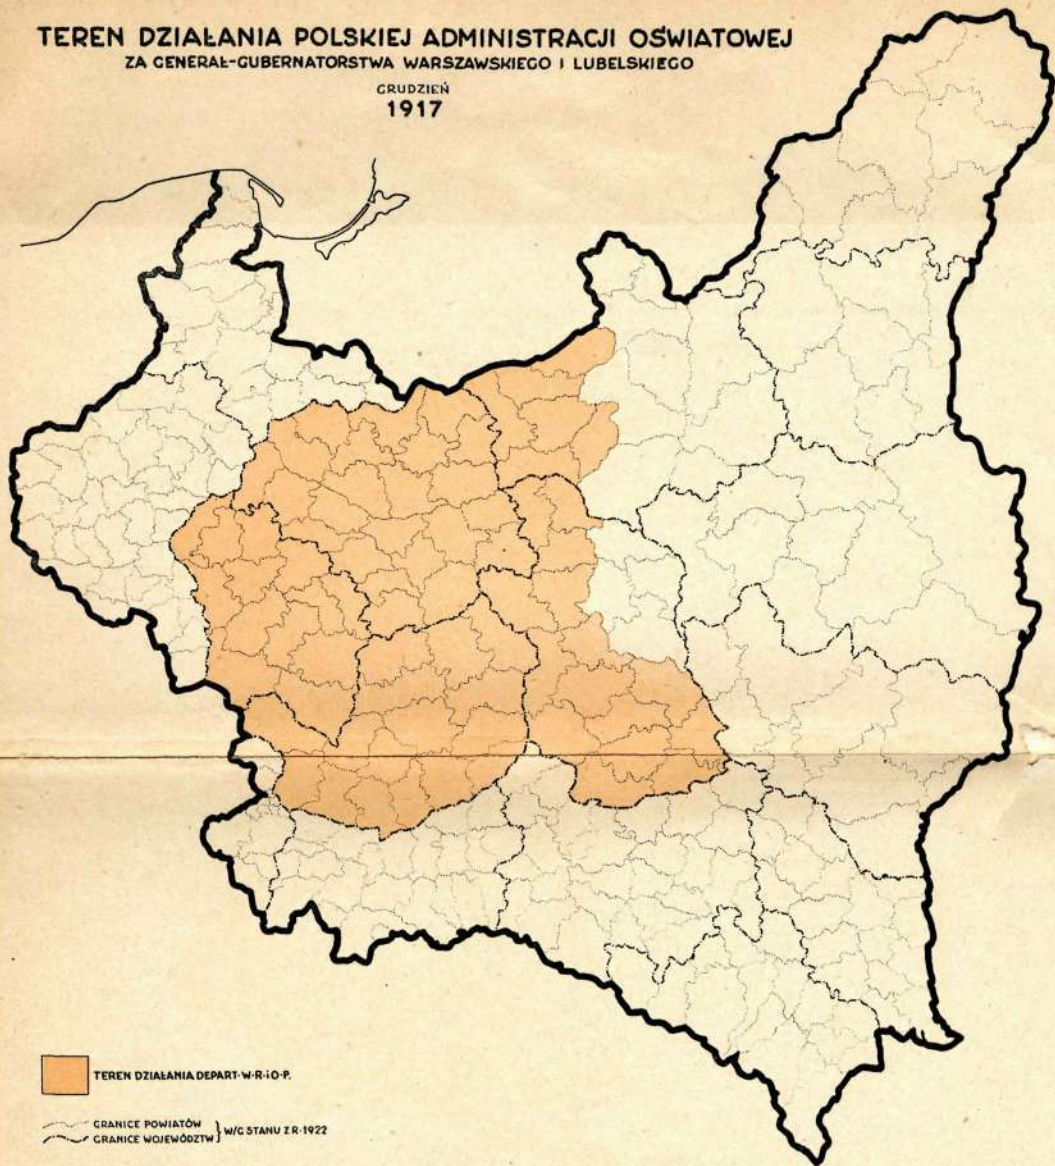 TEREN DZIAŁANIA POLSKIEJ ADMINISTRACJI OŚWIATOWEJ
ZA GENERAŁ-GUBERNATORSTWA WARSZAWSKIEGO I LUBELSKIEGO
GRUDZIEŃ
1917
TEREN DZIAŁANIA DEPART·W·R·iO·P.
GRANICE POWIATÓW
GRANICE WOJEWÓDZTW } W/G STANU Z R·1922